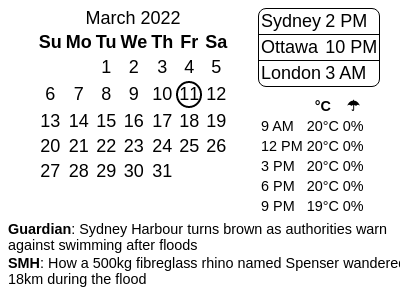 March 2022
Su Mo Tu We Th Fr Sa
1 2 3 4 5
6 7 8 9 10 11 12
13 14 15 16 17 18 19
20 21 22 23 24 25 26
27 28 29 30 31
Sydney 2 PM
Ottawa 10 PM
London 3 AM
°C ☂
9 AM 20°C 0%
12 PM 20°C 0%
3 PM 20°C 0%
6 PM 20°C 0%
9 PM 19°C 0%
Guardian: Sydney Harbour turns brown as authorities warn
against swimming after floods
SMH: How a 500kg fibreglass rhino named Spenser wandere
18km during the flood